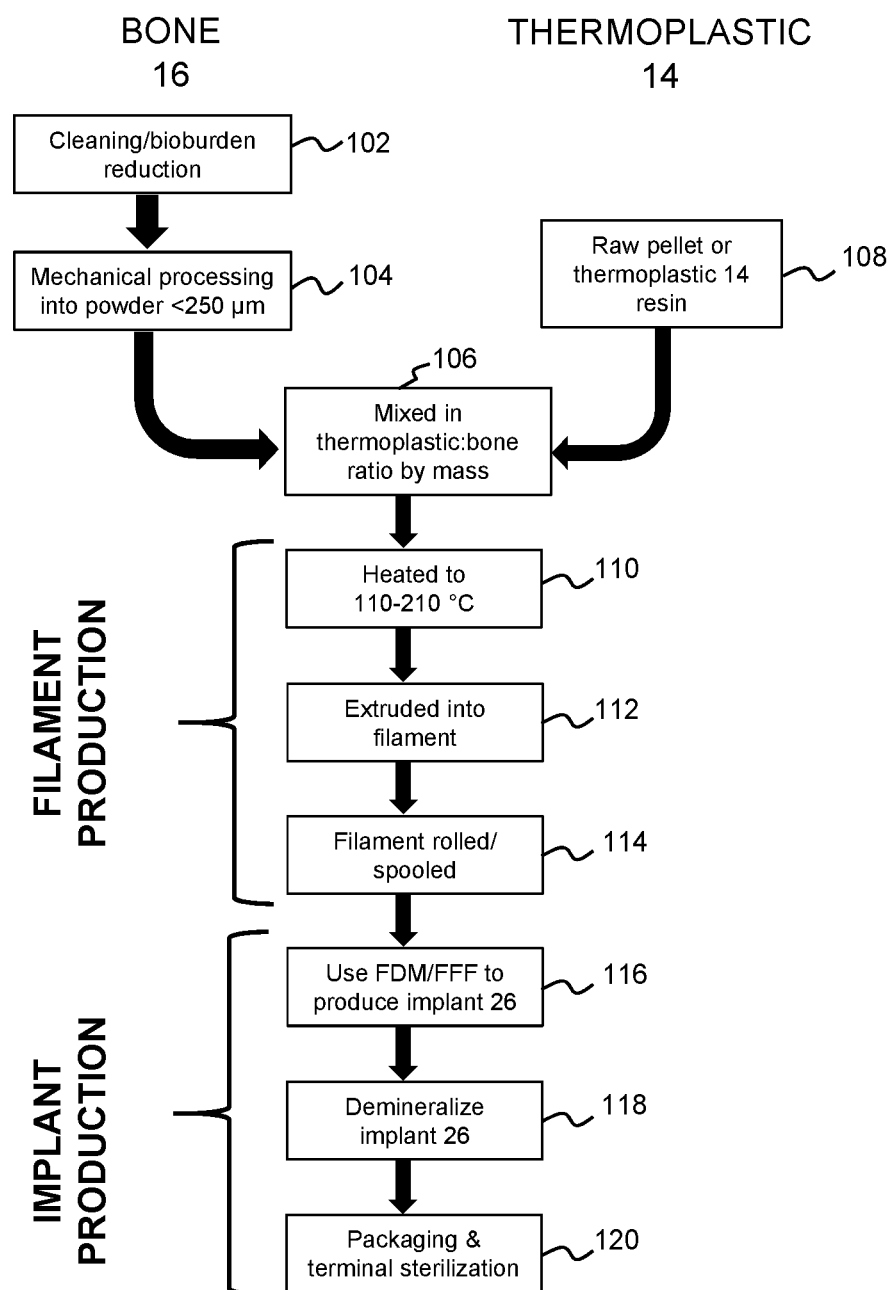 BONE
16
THERMOPLASTIC
14
Cleaning/bioburden
reduction
102
Mechanical processing
into powder <250 µm
104
Raw pellet or
thermoplastic 14
resin
108
106
Mixed in
thermoplastic:bone
ratio by mass
FILAMENT
PRODUCTION
Heated to
110-210 °C
110
Extruded into
filament
112
Filament rolled/
spooled
114
IMPLANT
PRODUCTION
Use FDM/FFF to
produce implant 26
116
Demineralize
implant 26
118
Packaging &
terminal sterilization
120